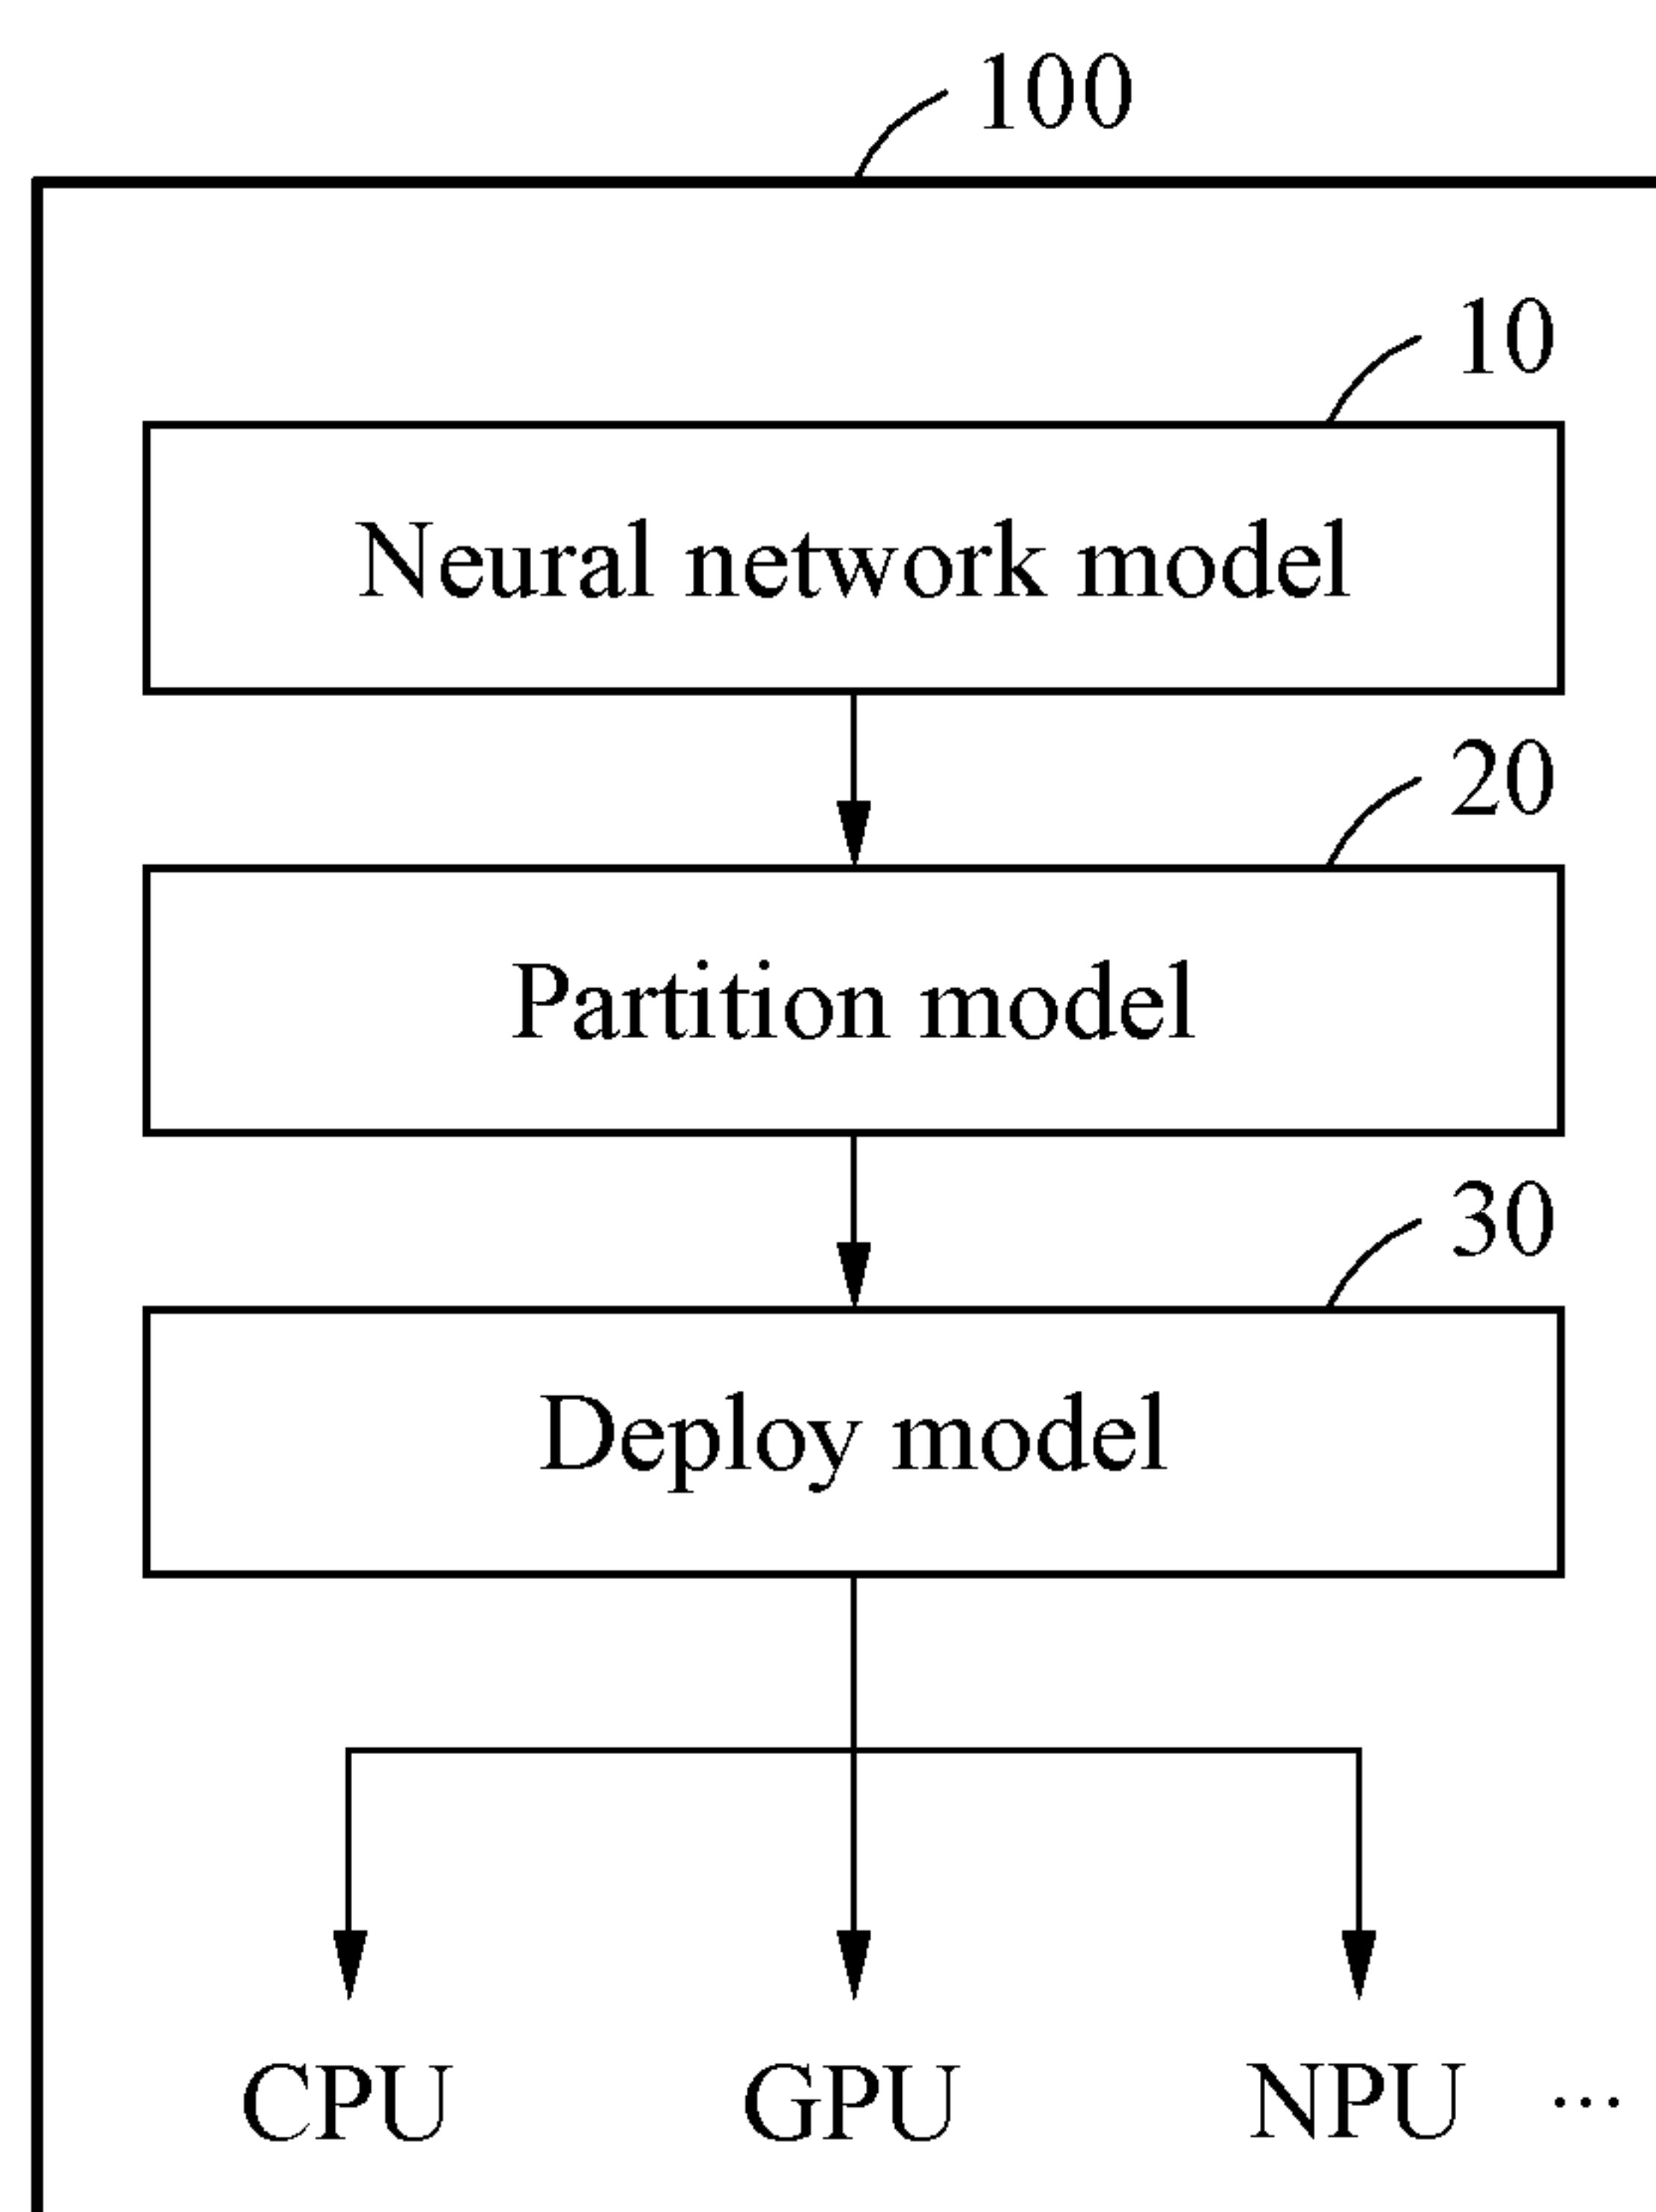 100
10
Neural network model
20
Partition model
30
Deploy model
CPU GPU NPU ...